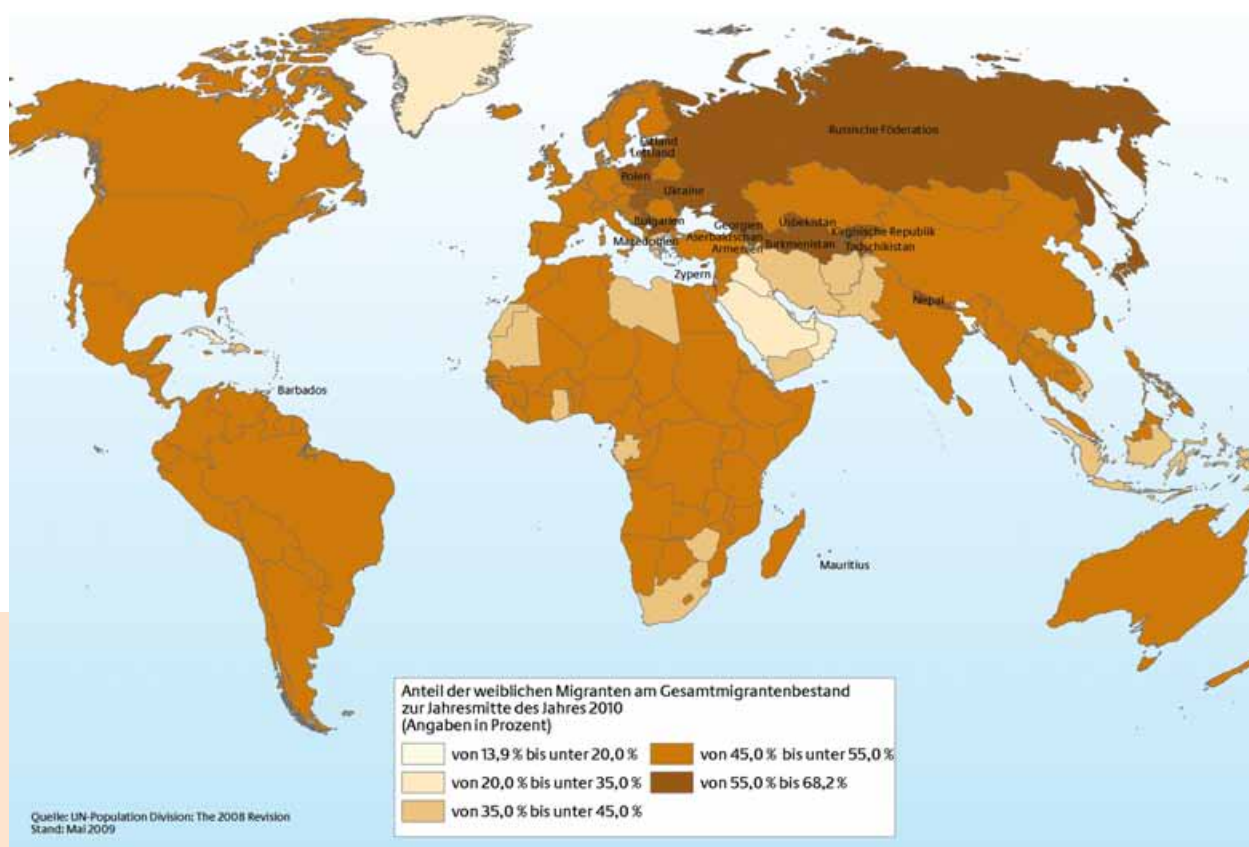 Russische Föderation
Estland
Lettland
Polen
Ukraine
Bulgarien
Georgien
Usbekistan
Mazedonien
Aserbaidschan
Kirgisische Republik
Armenien
Turkmenistan
Tadschikistan
Zypern
Nepal
Barbados
Mauritius
Anteil der weiblichen Migranten am Gesamtmigrantenbestand
zur Jahresmitte des Jahres 2010
(Angaben in Prozent)
von 13,9 % bis unter 20,0 %
von 45,0 % bis unter 55,0 %
von 20,0 % bis unter 35,0 %
von 55,0 % bis 68,2 %
von 35,0 % bis unter 45,0 %
Quelle: UN-Population Division: The 2008 Revision
Stand: Mai 2009